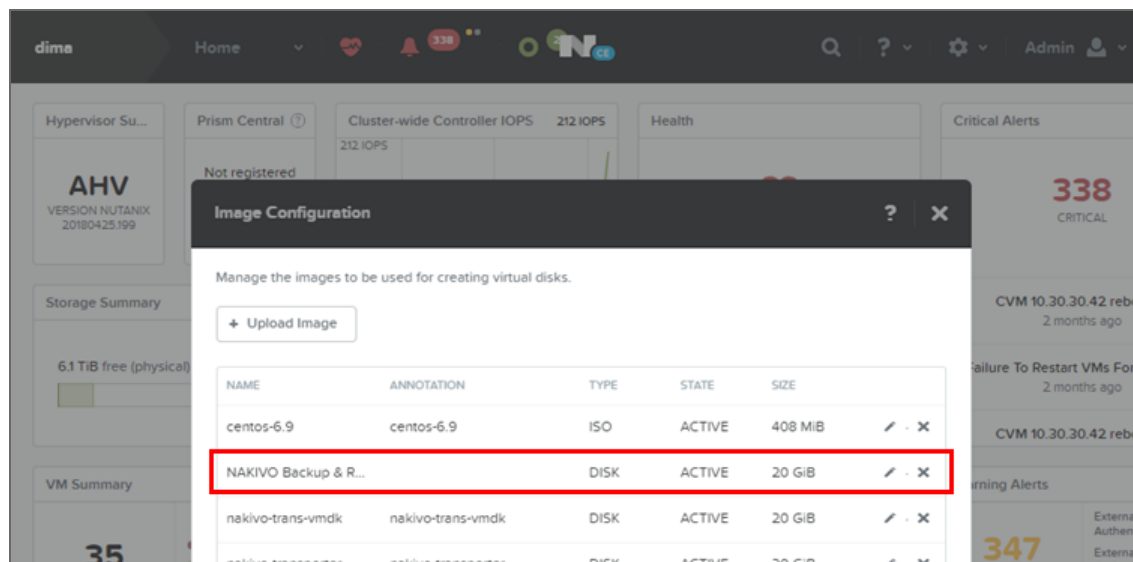 dima Home 338 N CE ? Admin
Hypervisor Su... Prism Central ? Cluster-wide Controller IOPS 212 IOPS Health Critical Alerts
212 IOPS
AHV
VERSION NUTANIX
20180425.199
Not registered
338
CRITICAL
Image Configuration ?
Manage the images to be used for creating virtual disks.
+ Upload Image
Storage Summary
6.1 TiB free (physical)
CVM 10.30.30.42
2 months ago
To Restart VMs
2 months ago
CVM 10.30.30.42
NAME ANNOTATION TYPE STATE SIZE
centos-6.9 centos-6.9 ISO ACTIVE 408 MiB
NAKIVO Backup & R... DISK ACTIVE 20 GiB
nakivo-trans-vmdk nakivo-trans-vmdk DISK ACTIVE 20 GiB
VM Summary
35
Alerts
347